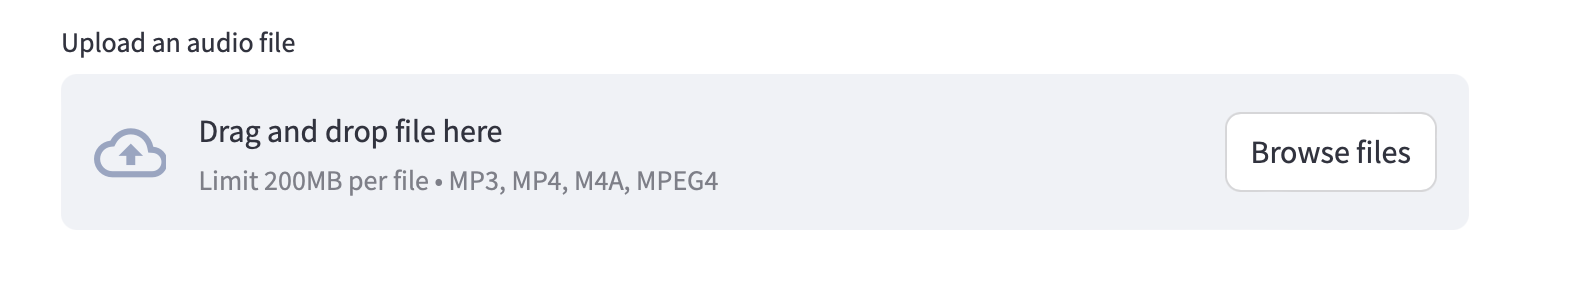 Upload an audio file
Drag and drop file here
Limit 200MB per file • MP3, MP4, M4A, MPEG4
Browse files